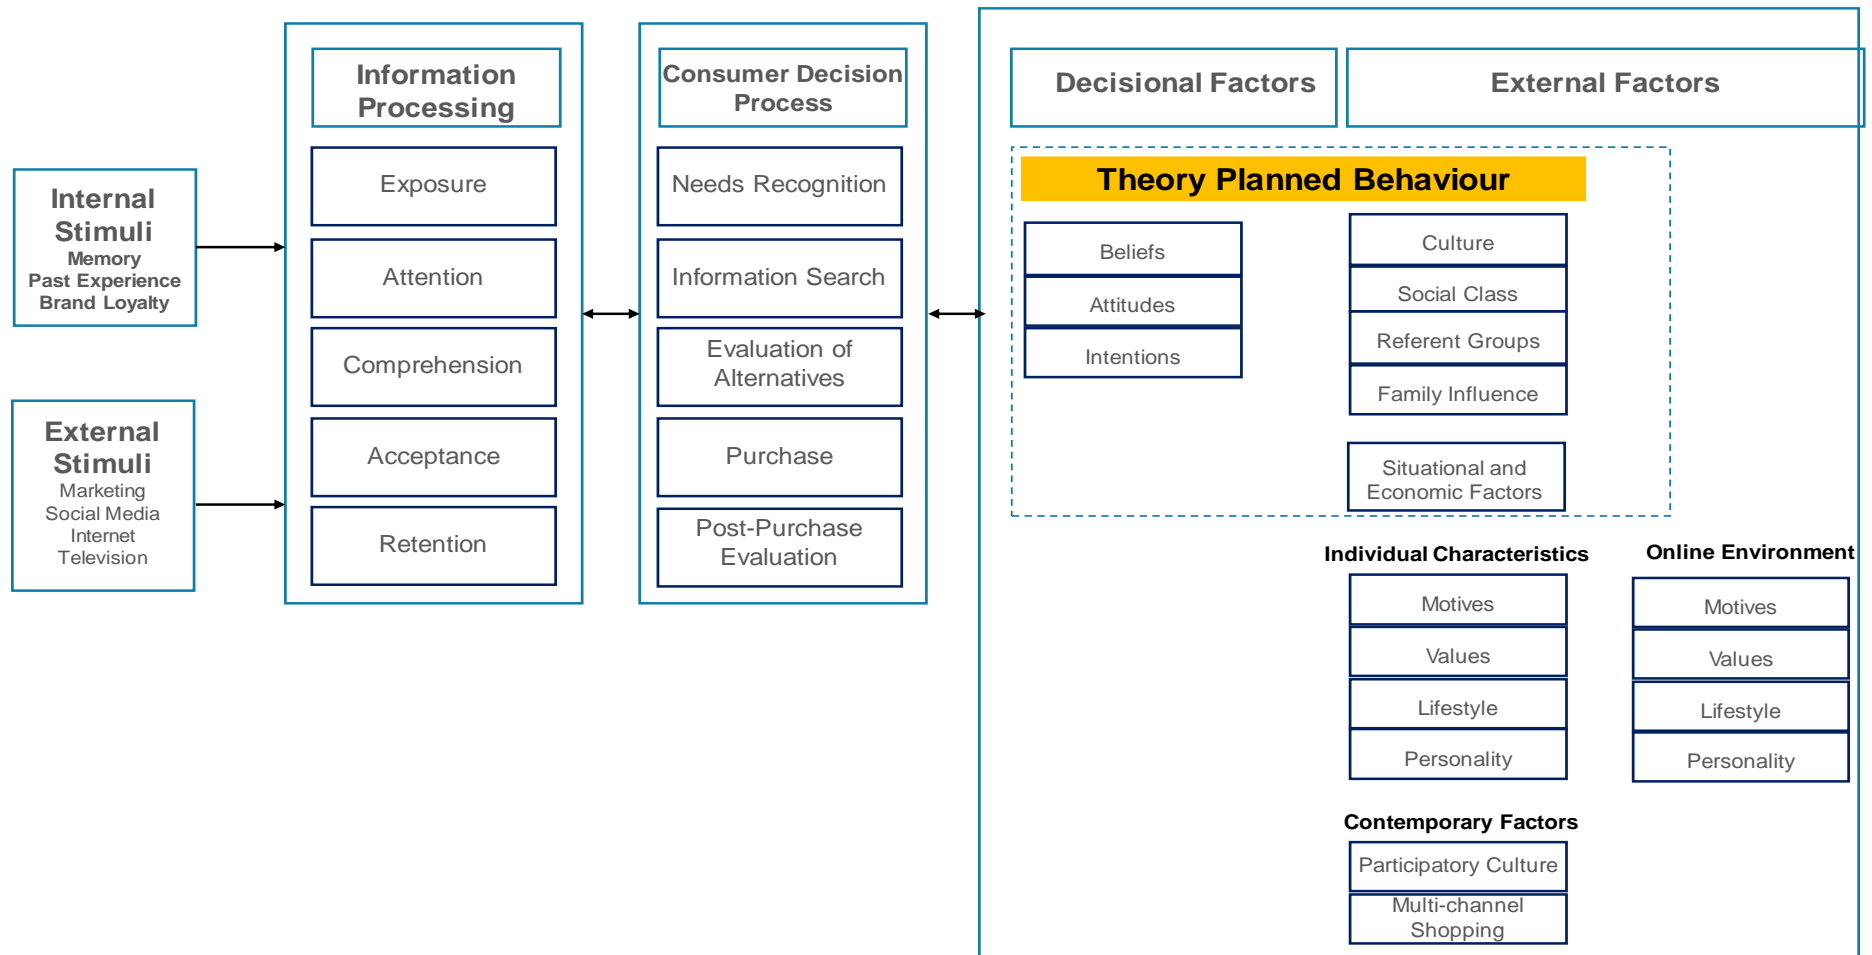 Internal
Stimuli
Memory
Past Experience
Brand Loyalty
External
Stimuli
Marketing
Social Media
Internet
Television
Information
Processing
Exposure
Attention
Comprehension
Acceptance
Retention
Consumer Decision
Process
Needs Recognition
Information Search
Evaluation of
Alternatives
Purchase
Post-Purchase
Evaluation
Decisional Factors
External Factors
Theory Planned Behaviour
Beliefs
Attitudes
Intentions
Culture
Social Class
Referent Groups
Family Influence
Situational and
Economic Factors
Individual Characteristics
Motives
Values
Lifestyle
Personality
Online Environment
Motives
Values
Lifestyle
Personality
Contemporary Factors
Participatory Culture
Multi-channel
Shopping